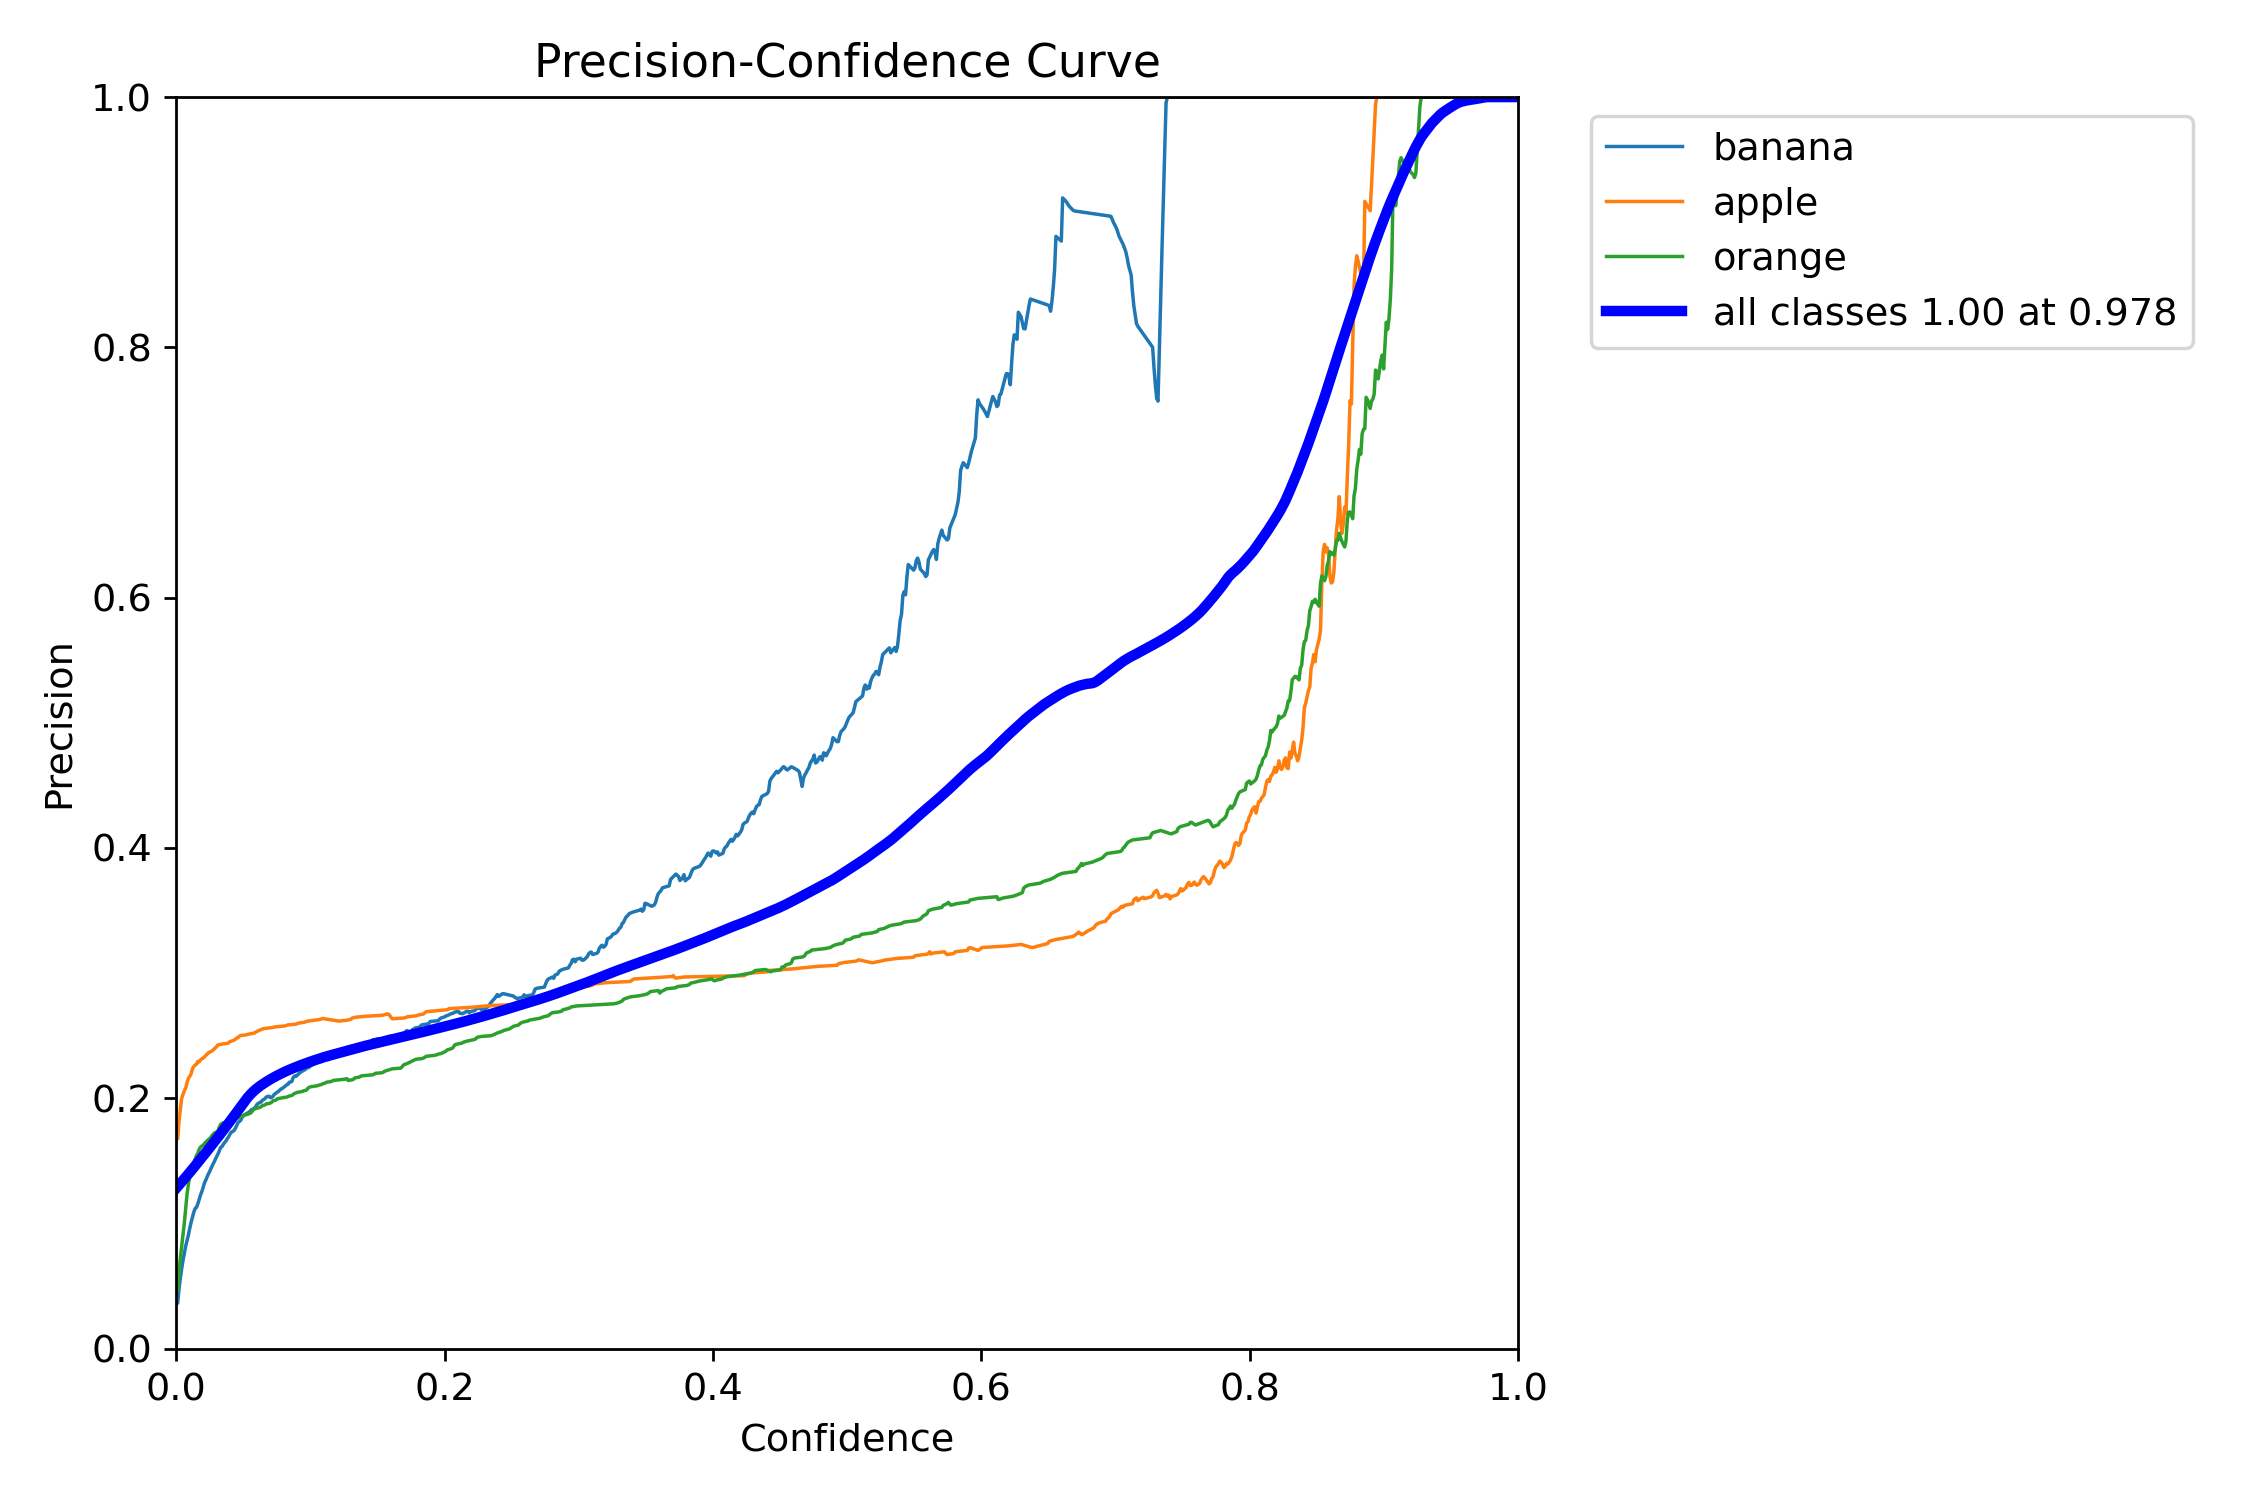 Precision-Confidence Curve
1.0
0.8
0.6
0.4
0.2
0.0
Precision
0.0 0.2 0.4 0.6 0.8 1.0
Confidence
banana
apple
orange
all classes 1.00 at 0.978